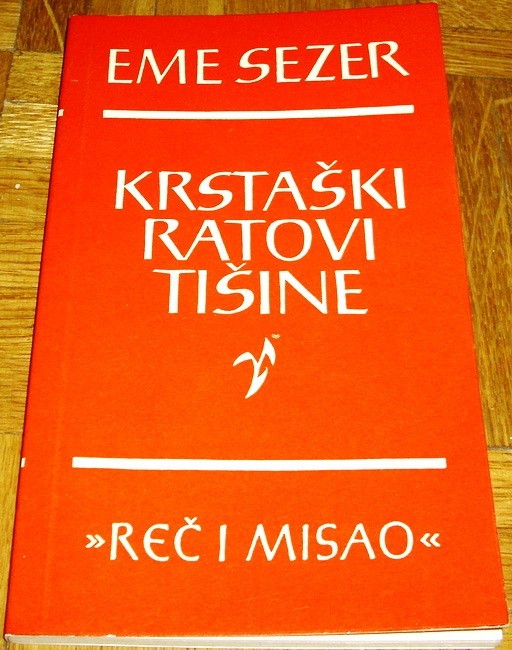 EME SEZER
KRSTAŠKI
RATOVI
TIŠINE
»REČ I MISAO«